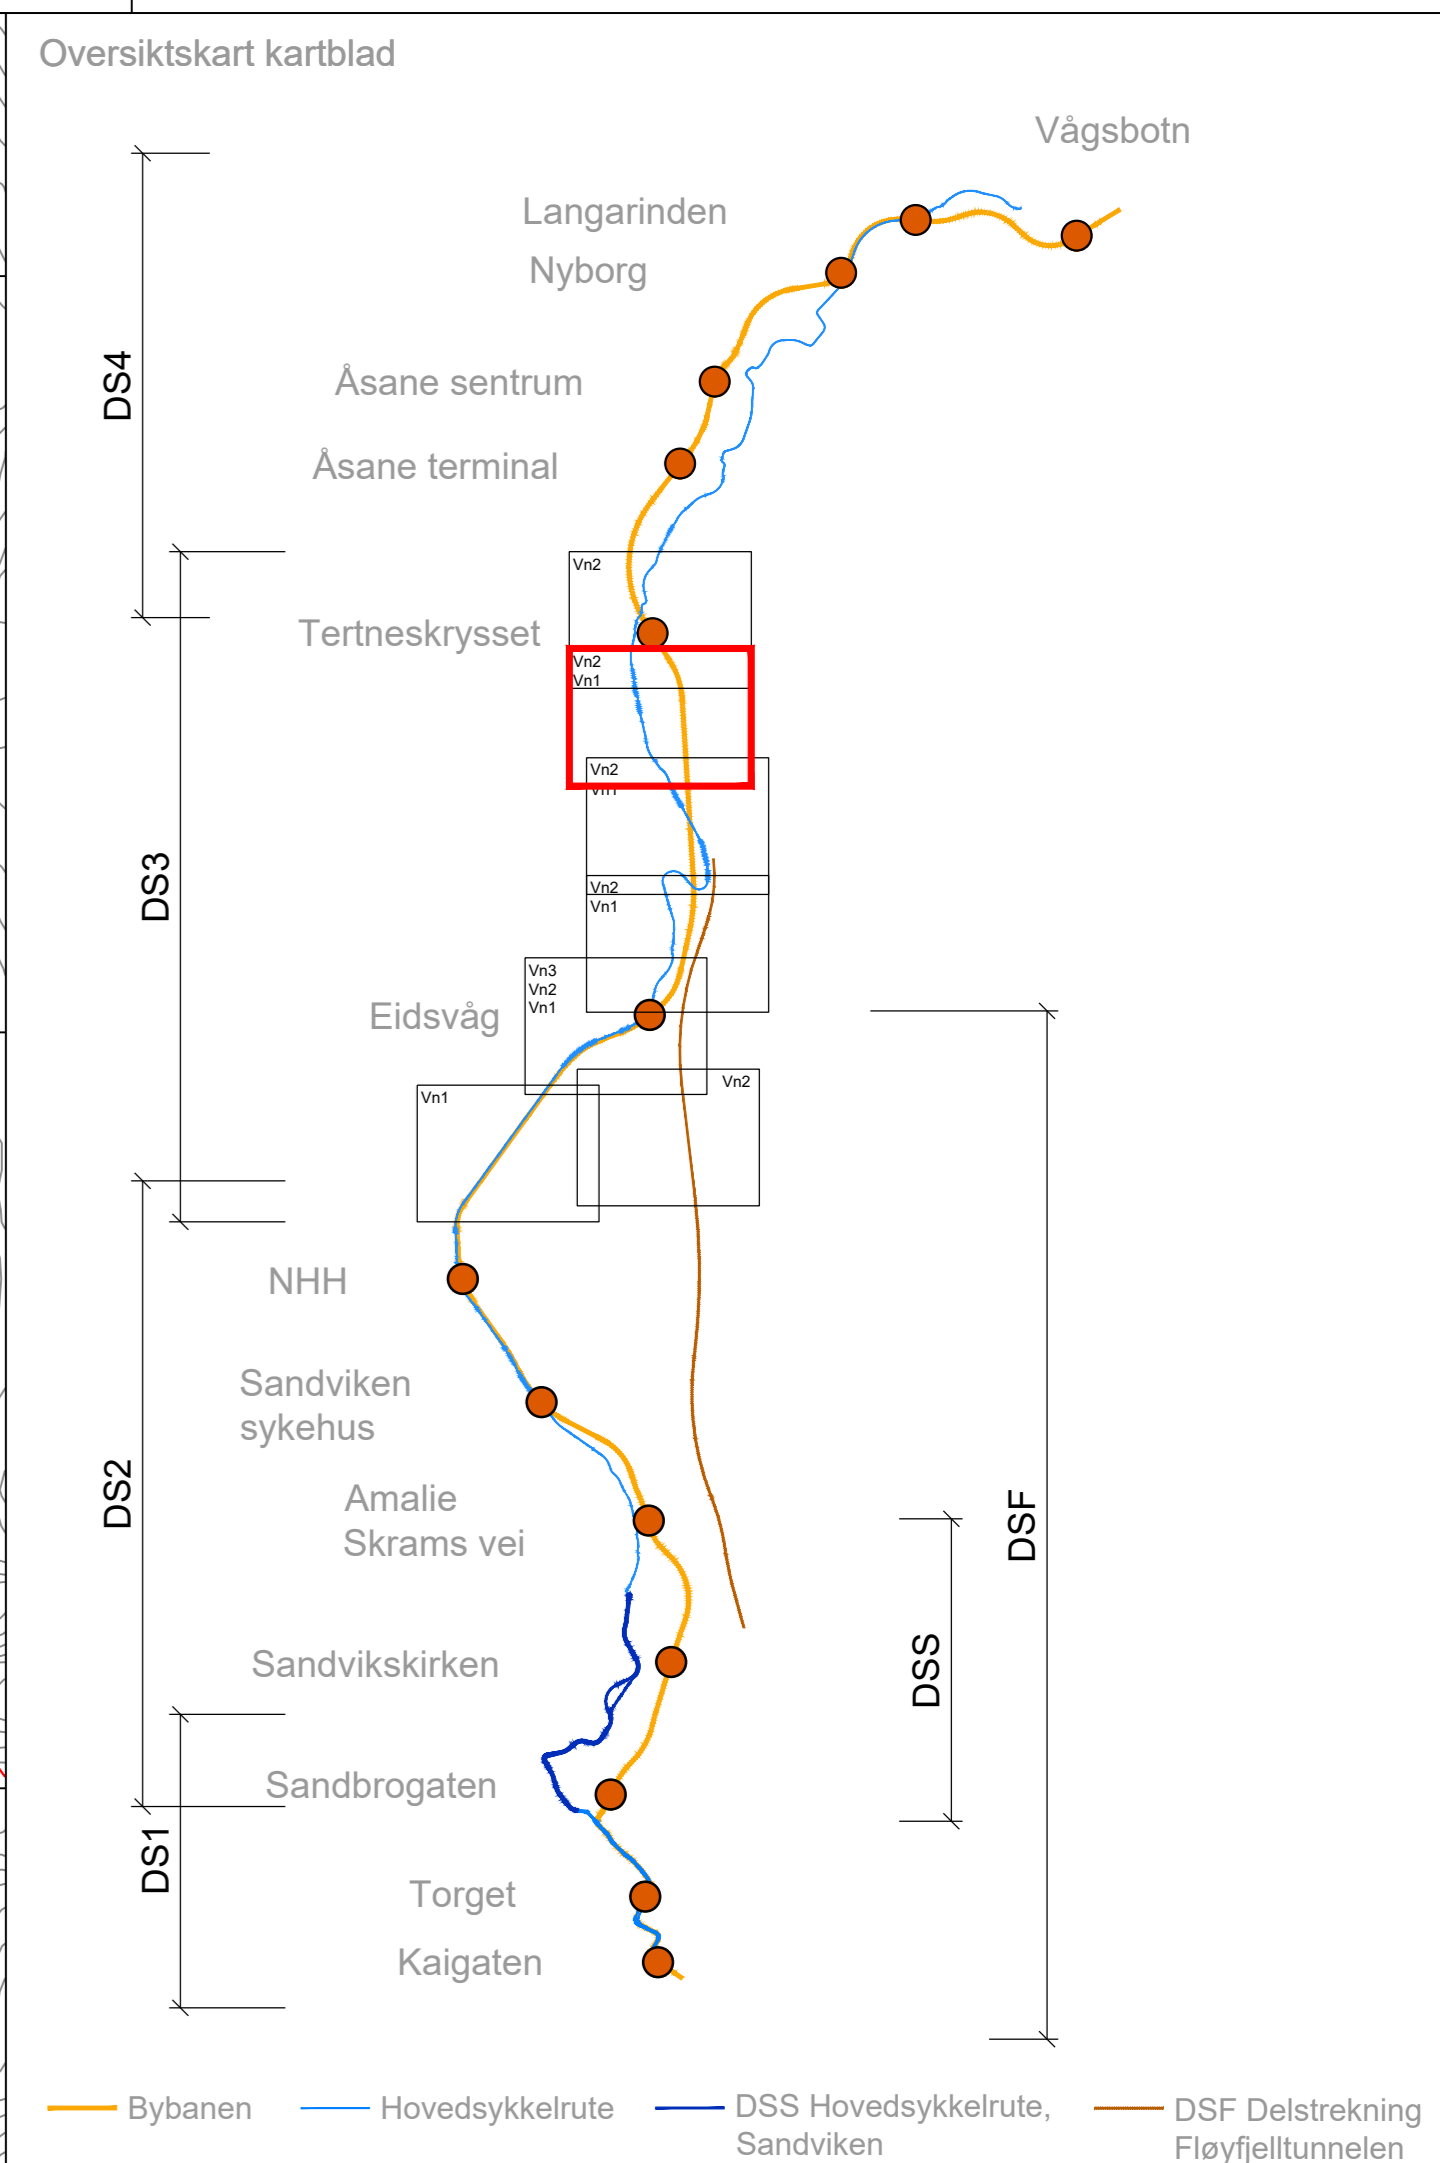 Oversiktskart kartblad
Vågsbotn
Langarinden
Nyborg
DS4
Åsane sentrum
Åsane terminal
Vn2
Tertneskrysset
Vn2
Vn1
Vn2
Vn1
DS3
Vn2
Vn1
Vn3
Vn2
Vn1
Eidsvåg
Vn2
Vn1
NHH
Sandviken
sykehus
DS2
Amalie
Skrams vei
DSF
DSS
Sandvikskirken
Sandbrogaten
DS1
Torget
Kaigaten
Bybanen
Hovedsykkelrute
DSS Hovedsykkelrute,
Sandviken
DSF Delstrekning
Fløyfjelltunnelen